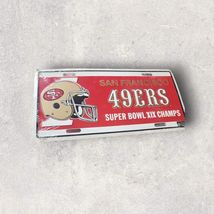 SAN FRANCISCO
49ERS
SUPER BOWL XIX CHAMPS